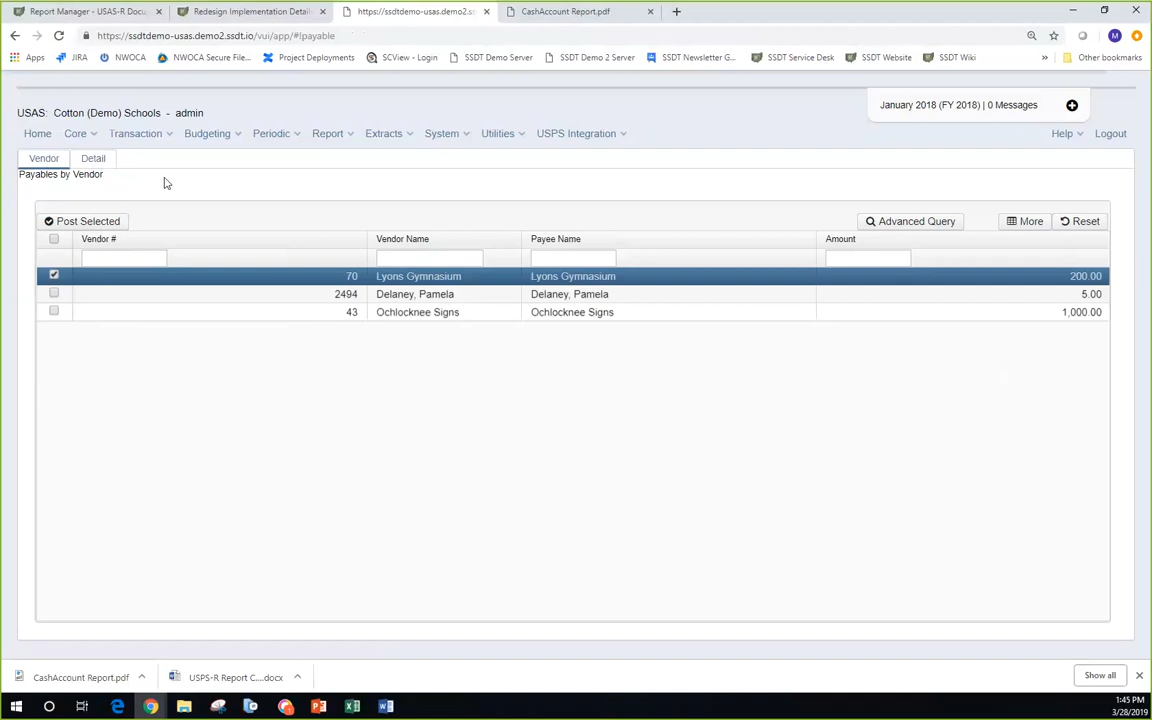 Report Manager - USAS-R Docu
Redesign Implementation Detail
https://ssdtdemo-usas.demo2.ss
CashAccount Report.pdf
https://ssdtdemo-usas.demo2.ssdt.io/vui/app/#!payable
M
Apps
JIRA
NWOCA
NWOCA Secure File...
Project Deployments
SCView - Login
SSDT Demo Server
SSDT Demo 2 Server
SSDT Newsletter G...
SSDT Service Desk
SSDT Website
SSDT Wiki
»
Other bookmarks
USAS: Cotton (Demo) Schools - admin
January 2018 (FY 2018) | 0 Messages
Home Core Transaction Budgeting Periodic Report Extracts System Utilities USPS Integration Help Logout
Vendor Detail
Payables by Vendor
Post Selected Advanced Query More Reset
Vendor # Vendor Name Payee Name Amount
70 Lyons Gymnasium Lyons Gymnasium 200.00
2494 Delaney, Pamela Delaney, Pamela 5.00
43 Ochlocknee Signs Ochlocknee Signs 1,000.00
CashAccount Report.pdf
USPS-R Report C....docx
Show all
1:45 PM
3/28/2019